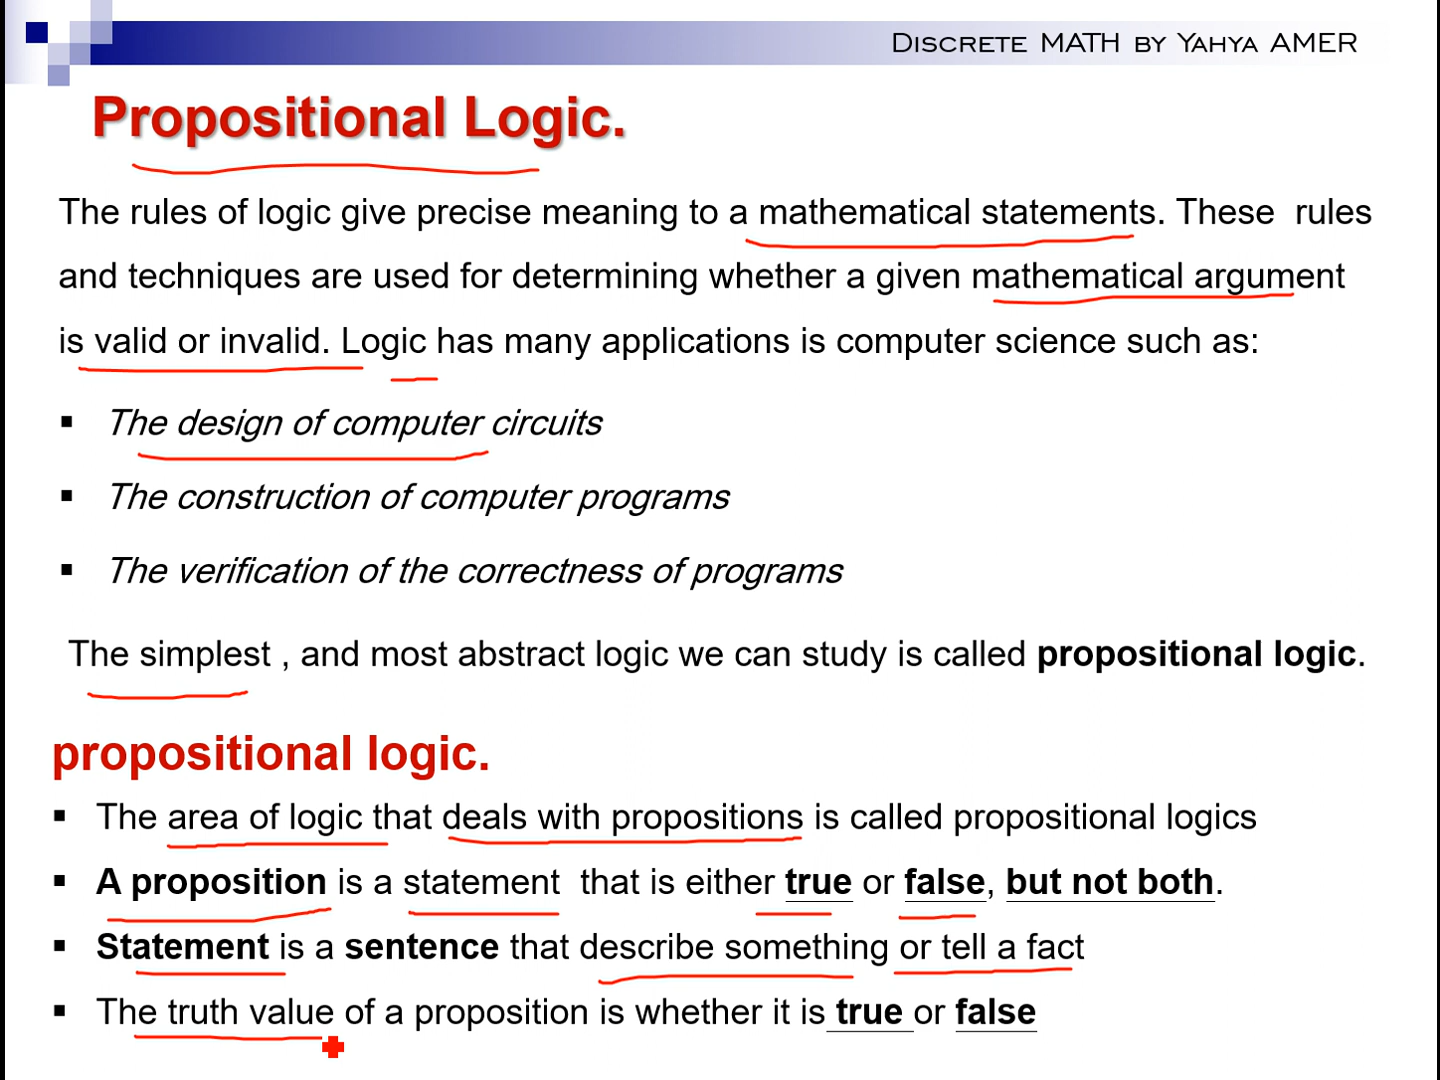 DISCRETE MATH BY YAHYA AMER
Propositional Logic.
The rules of logic give precise meaning to a mathematical statements. These rules
and techniques are used for determining whether a given mathematical argument
is valid or invalid. Logic has many applications is computer science such as:
▪ The design of computer circuits
▪ The construction of computer programs
▪ The verification of the correctness of programs
The simplest , and most abstract logic we can study is called propositional logic.
propositional logic.
▪ The area of logic that deals with propositions is called propositional logics
▪ A proposition is a statement that is either true or false, but not both.
▪ Statement is a sentence that describe something or tell a fact
▪ The truth value of a proposition is whether it is true or false